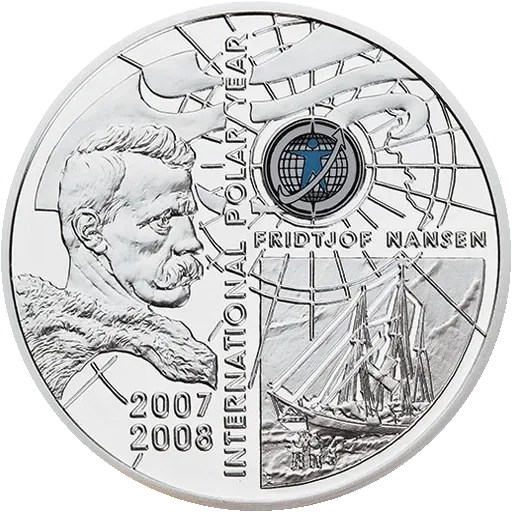 INTERNATIONAL POLAR YEAR
FRIDTJOF NANSEN
2007
2008